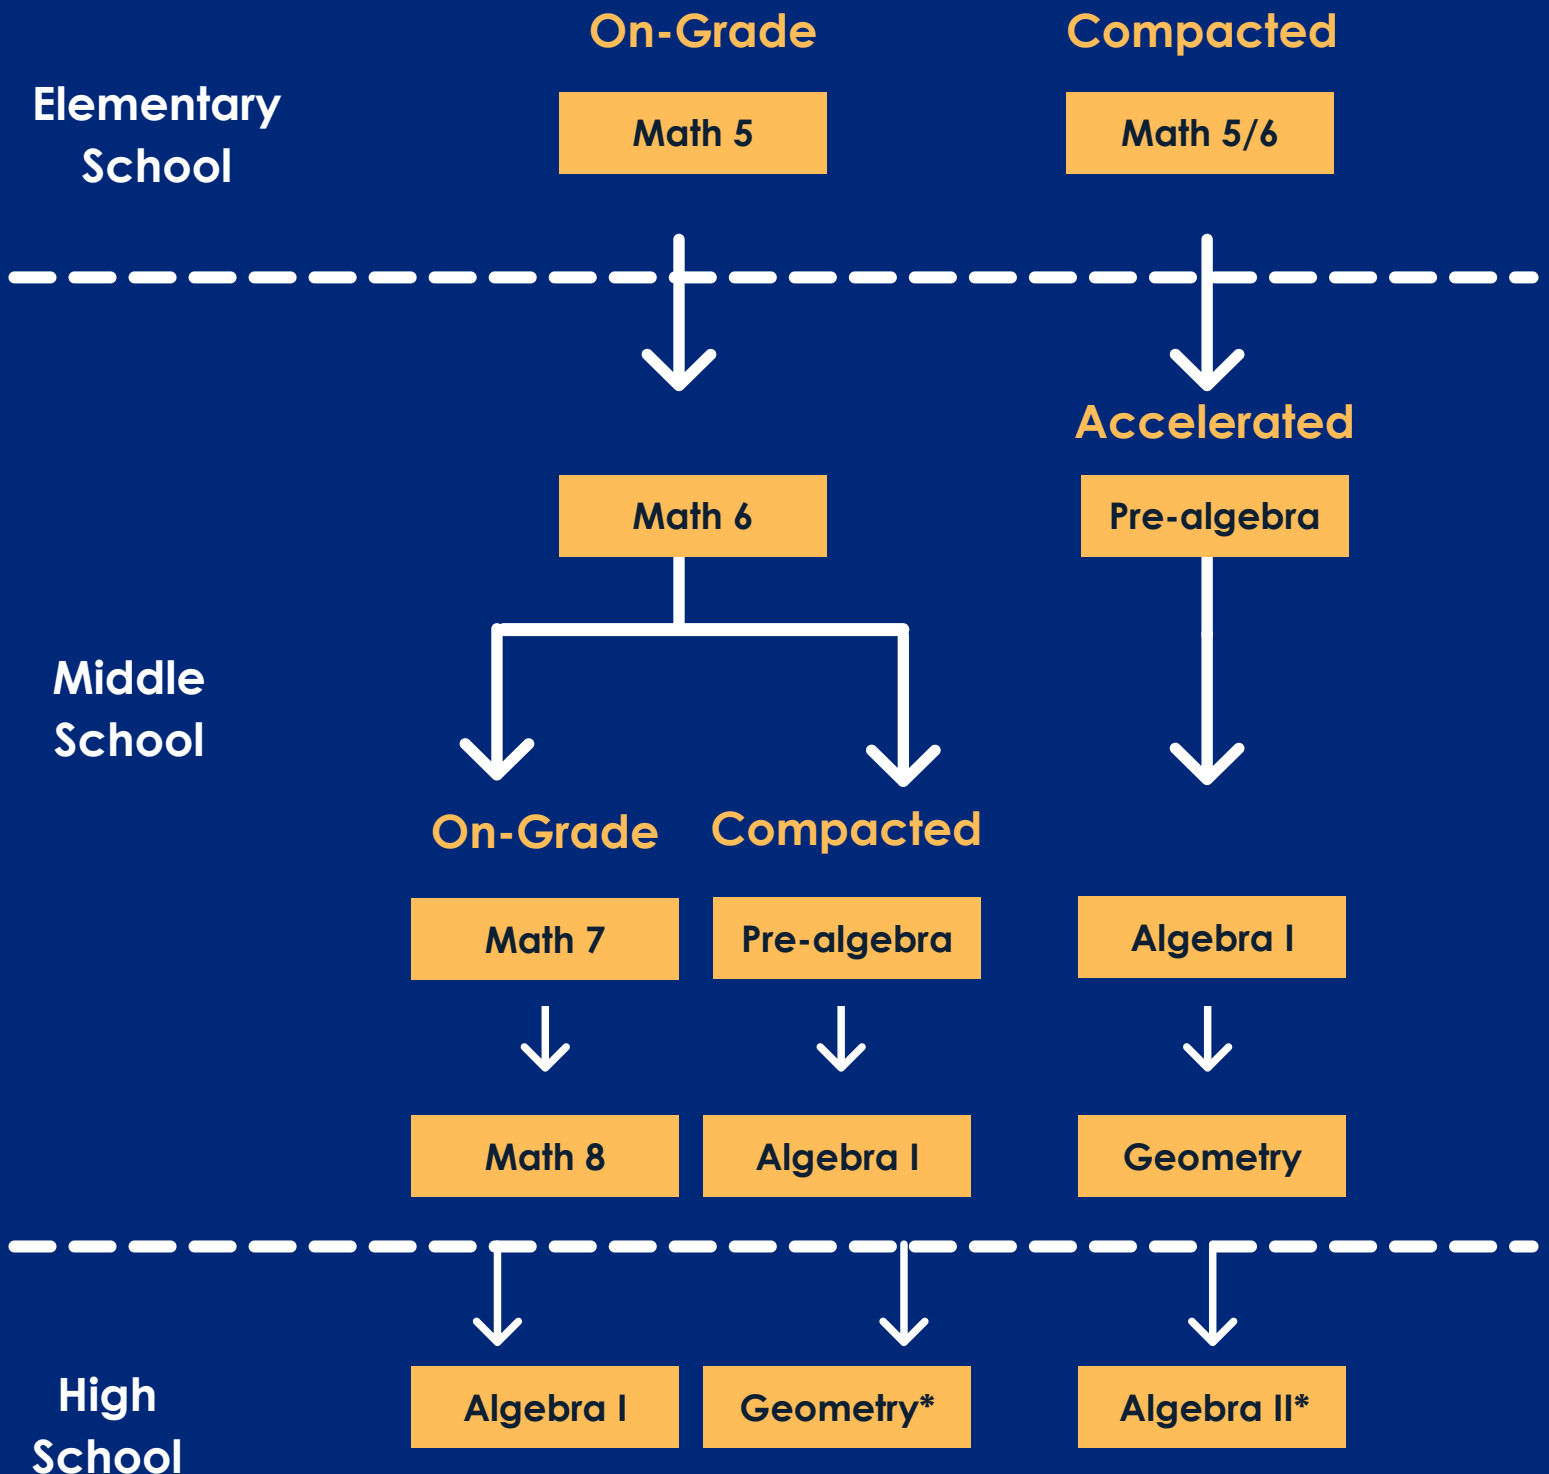 On-Grade
Compacted
Elementary
School
Math 5
Math 5/6
Accelerated
Math 6
Pre-algebra
Middle
School
On-Grade
Compacted
Math 7
Pre-algebra
Algebra I
Math 8
Algebra I
Geometry
High
School
Algebra I
Geometry*
Algebra II*